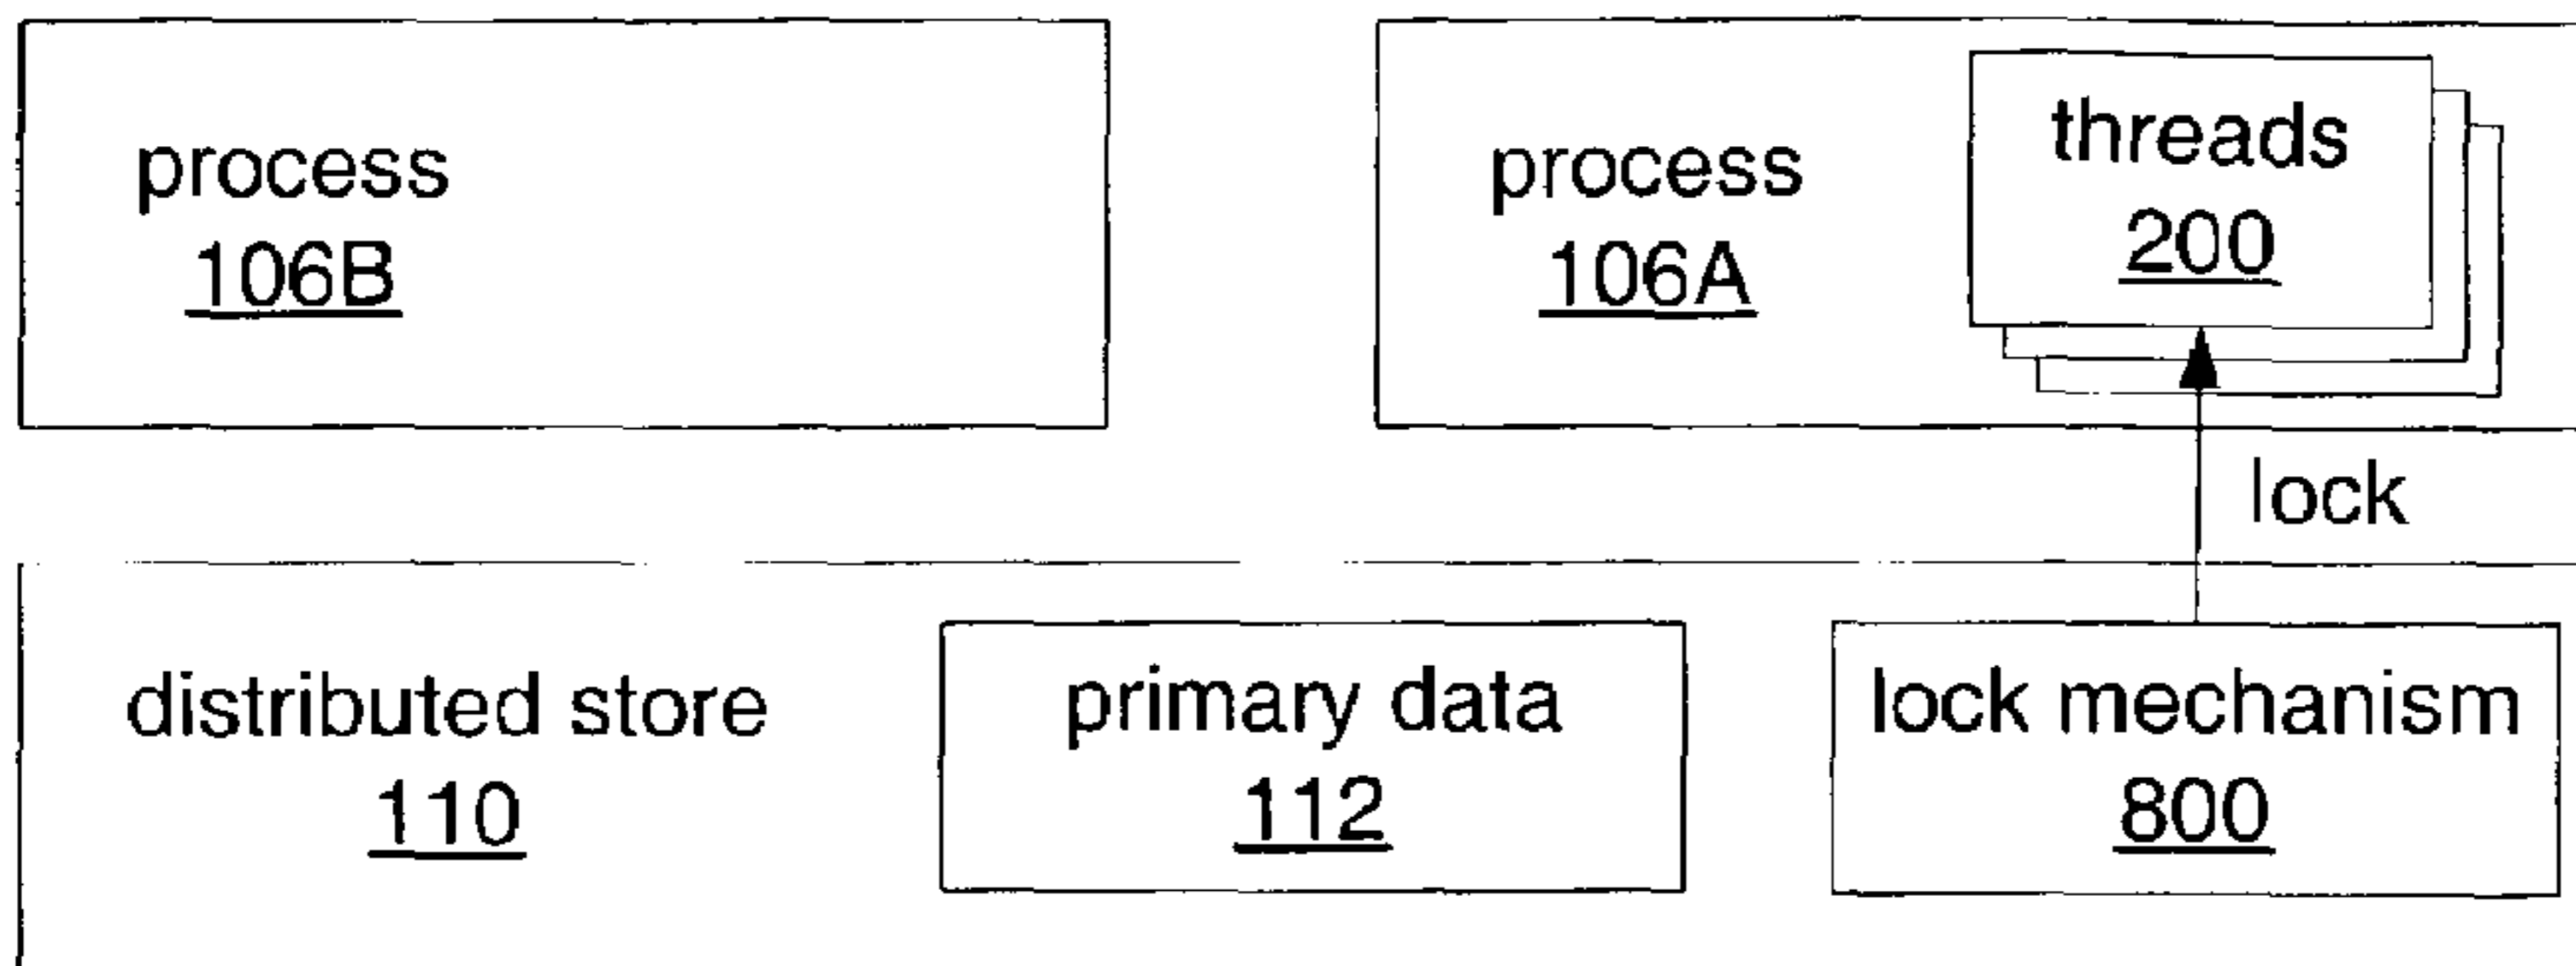 process
106B
process
106A
threads
200
lock
distributed store
110
primary data
112
lock mechanism
800